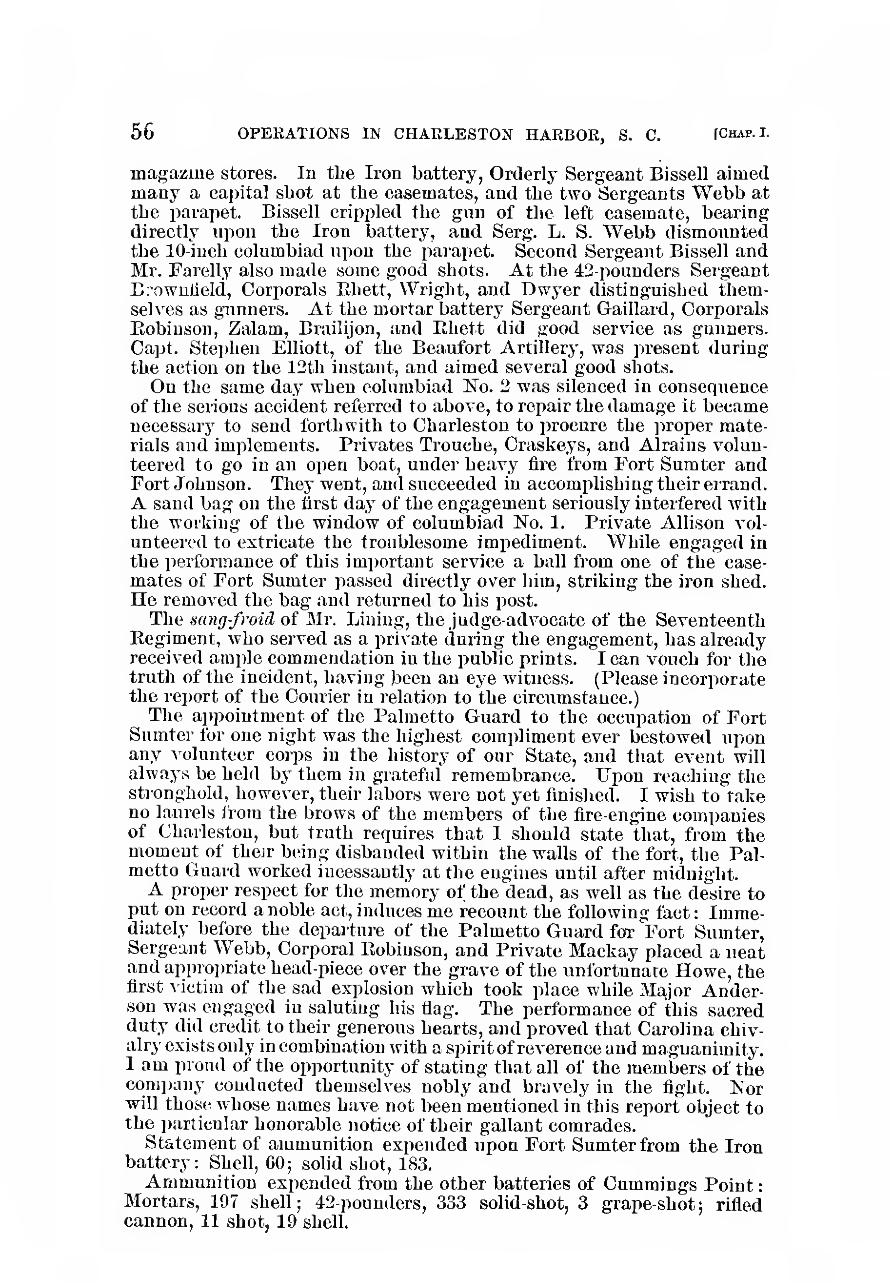 56 OPERATIONS IN CHARLESTON HARBOR, S. C. [CHAP. I.
magazine stores. In the Iron battery, Orderly Sergeant Bissell aimed
many a capital shot at the casemates, and the two Sergeants Webb at
the parapet. Bissell crippled the gun of the left casemate, bearing
directly upon the Iron battery, and Serg. L. S. Webb dismounted
the 10-inch columbiad upon the parapet. Second Sergeant Bissell and
Mr. Farelly also made some good shots. At the 42-pounders Sergeant
Brownfield, Corporals Rhett, Wright, and Dwyer distinguished them-
selves as gunners. At the mortar battery Sergeant Gaillard, Corporals
Robinson, Zalam, Brailijon, and Rhett did good service as gunners.
Capt. Stephen Elliott, of the Beaufort Artillery, was present during
the action on the 12th instant, and aimed several good shots.
On the same day when columbiad No. 2 was silenced in consequence
of the serious accident referred to above, to repair the damage it became
necessary to send forthwith to Charleston to procure the proper mate-
rials and implements. Privates Trouche, Craskeys, and Alrains volun-
teered to go in an open boat, under heavy fire from Fort Sumter and
Fort Johnson. They went, and succeeded in accomplishing their errand.
A sand bag on the first day of the engagement seriously interfered with
the working of the window of columbiad No. 1. Private Allison vol-
unteered to extricate the troublesome impediment. While engaged in
the performance of this important service a ball from one of the case-
mates of Fort Sumter passed directly over him, striking the iron shed.
He removed the bag and returned to his post.
The sang-froid of Mr. Lining, the judge-advocate of the Seventeenth
Regiment, who served as a private during the engagement, has already
received ample commendation in the public prints. I can vouch for the
truth of the incident, having been an eye witness. (Please incorporate
the report of the Courier in relation to the circumstance.)
The appointment of the Palmetto Guard to the occupation of Fort
Sumter for one night was the highest compliment ever bestowed upon
any volunteer corps in the history of our State, and that event will
always be held by them in grateful remembrance. Upon reaching the
stronghold, however, their labors were not yet finished. I wish to take
no laurels from the brows of the members of the fire-engine companies
of Charleston, but truth requires that I should state that, from the
moment of their being disbanded within the walls of the fort, the Pal-
metto Guard worked incessantly at the engines until after midnight.
A proper respect for the memory of the dead, as well as the desire to
put on record a noble act, induces me recount the following fact: Imme-
diately before the departure of the Palmetto Guard for Fort Sumter,
Sergeant Webb, Corporal Robinson, and Private Mackay placed a neat
and appropriate head-piece over the grave of the unfortunate Howe, the
first victim of the sad explosion which took place while Major Ander-
son was engaged in saluting his flag. The performance of this sacred
duty did credit to their generous hearts, and proved that Carolina chiv-
alry exists only in combination with a spirit of reverence and magnanimity.
I am proud of the opportunity of stating that all of the members of the
company conducted themselves nobly and bravely in the fight. Nor
will those whose names have not been mentioned in this report object to
the particular honorable notice of their gallant comrades.
Statement of ammunition expended upon Fort Sumter from the Iron
battery: Shell, 60; solid shot, 183.
Ammunition expended from the other batteries of Cummings Point:
Mortars, 197 shell; 42-pounders, 333 solid-shot, 3 grape-shot; rifled
cannon, 11 shot, 19 shell.